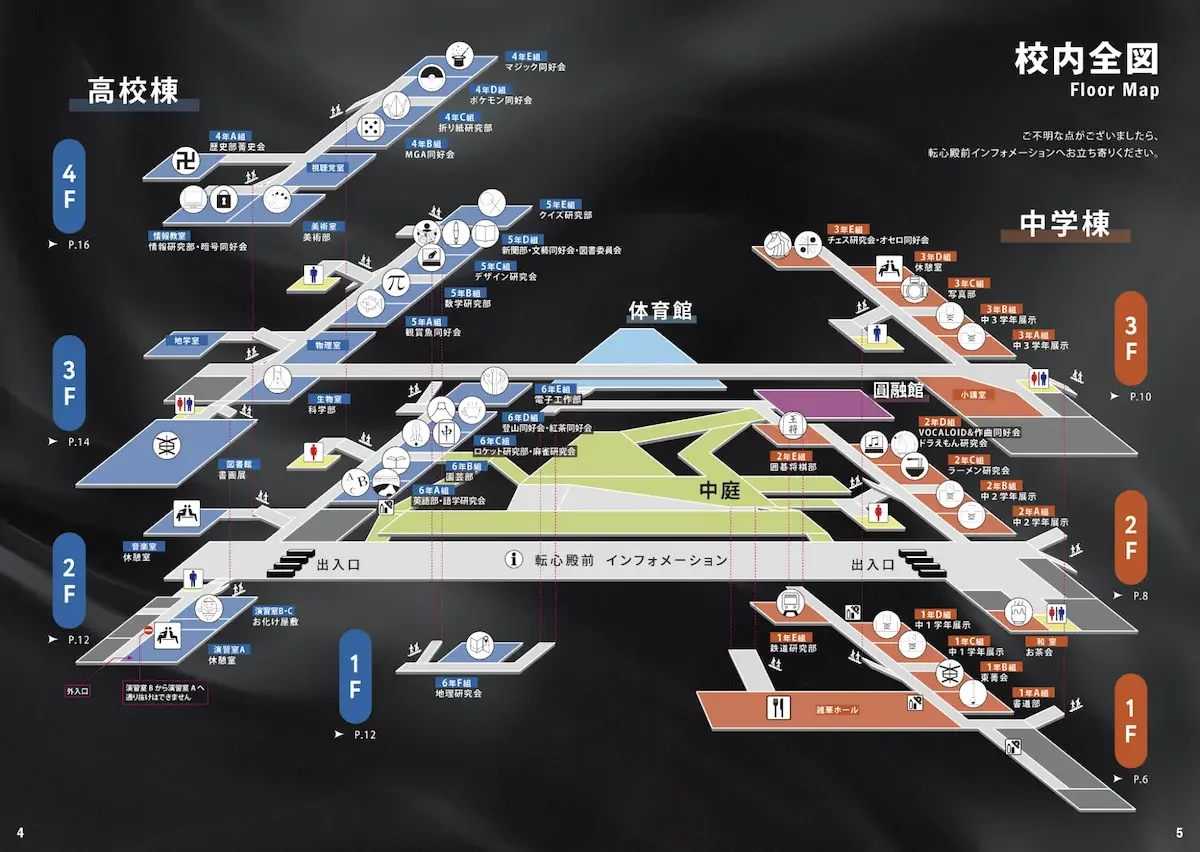 校内全図
Floor Map
ご不明な点がございましたら、
転心殿前インフォメーションへお立ち寄りください。
高校棟
4F
P.16
4年E組
マジック同好会
4年D組
ポケモン同好会
4年C組
折り紙研究部
4年B組
MGA同好会
4年A組
歴史部菁史会
視聴覚室
美術室
美術部
情報教室
情報研究部・暗号同好会
3F
P.14
5年E組
クイズ研究部
5年D組
新聞部・文藝同好会・図書委員会
5年C組
デザイン研究会
5年B組
数学研究部
5年A組
観賞魚同好会
地学室
物理室
生物室
科学部
図書館
書画展
2F
P.12
6年E組
電子工作部
6年D組
登山同好会・紅茶同好会
6年C組
ロケット研究部・麻雀研究会
6年B組
園芸部
6年A組
英語部・語学研究会
音楽室
休憩室
演習室B・C
お化け屋敷
演習室A
休憩室
外入口
演習室Bから演習室Aへ
通り抜けはできません
1F
P.12
6年F組
地理研究会
体育館
圓融館
中庭
出入口
転心殿前 インフォメーション
出入口
中学棟
3F
P.10
3年E組
チェス研究会・オセロ同好会
3年D組
休憩室
3年C組
写真部
3年B組
中3学年展示
3年A組
中3学年展示
小講堂
2F
P.8
2年E組
囲碁将棋部
2年D組
VOCALOID&作曲同好会
ドラえもん研究会
2年C組
ラーメン研究会
2年B組
中2学年展示
2年A組
中2学年展示
和室
お茶会
1F
P.6
1年E組
鉄道研究部
1年D組
中1学年展示
1年C組
中1学年展示
1年B組
東菁会
1年A組
書道部
雑華ホール
卍
π
A
B
C
中
王将
i
4
5